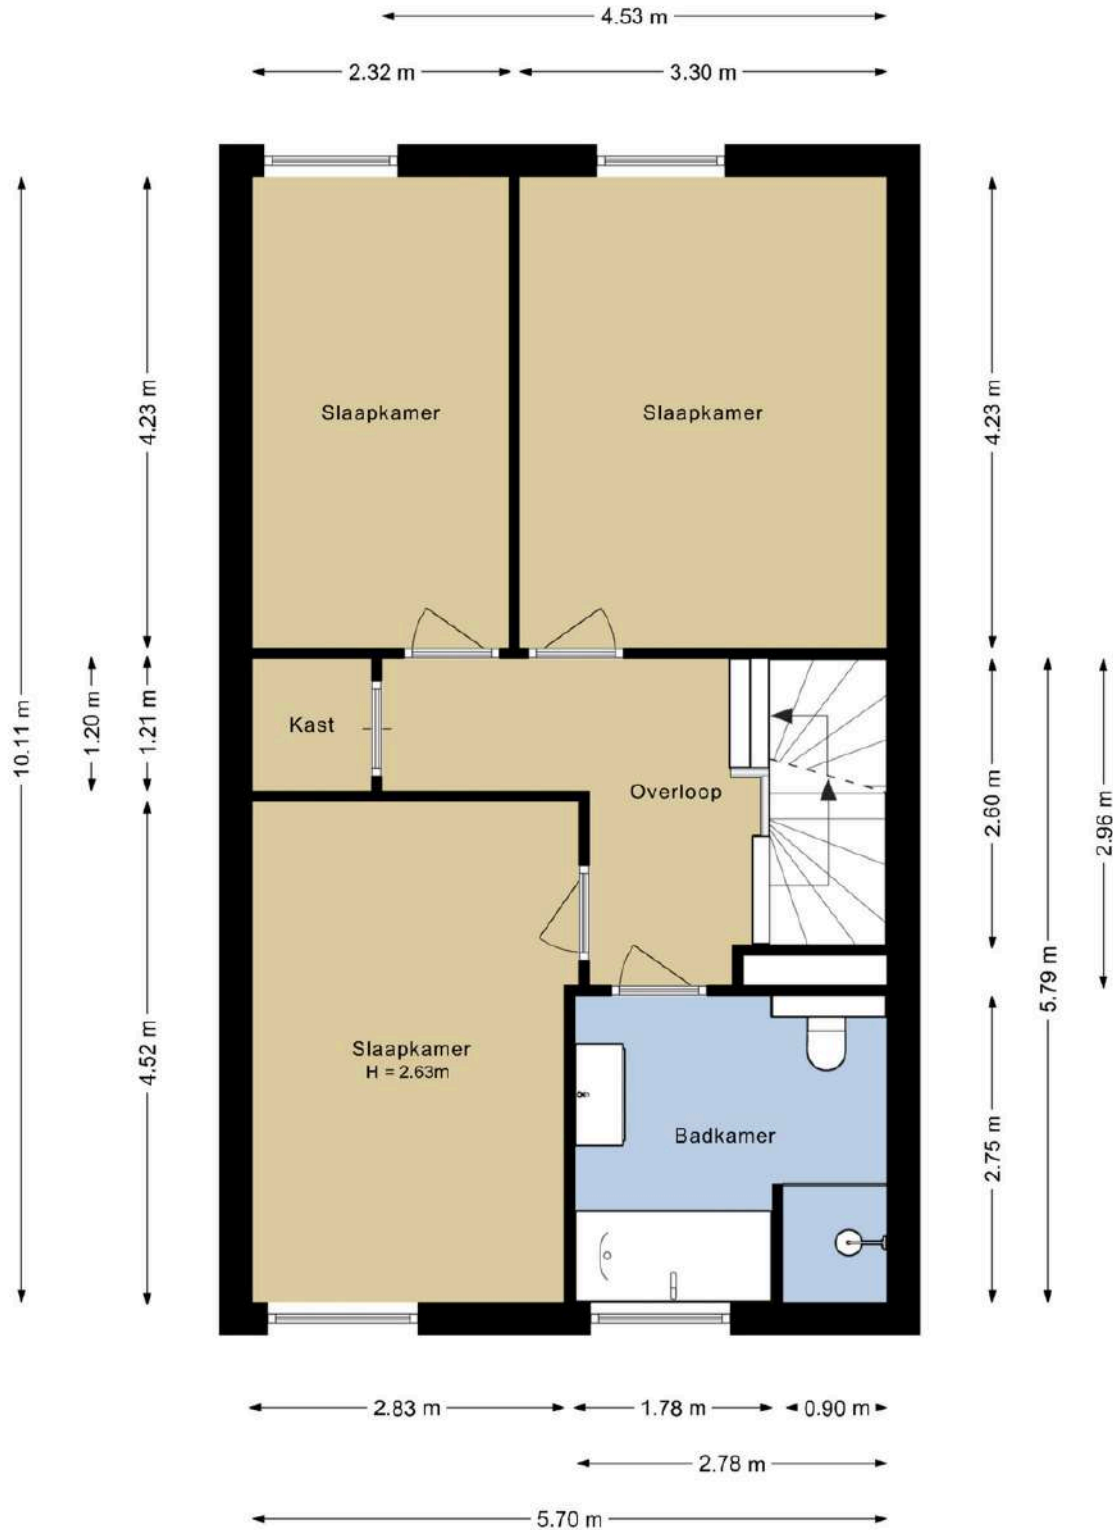 4.53 m
2.32 m
3.30 m
Slaapkamer
Slaapkamer
4.23 m
4.23 m
10.11 m
1.20 m
1.21 m
Kast
Overloop
2.60 m
2.96 m
5.79 m
Slaapkamer
H = 2.63m
4.52 m
Badkamer
2.75 m
2.83 m
1.78 m
0.90 m
2.78 m
5.70 m